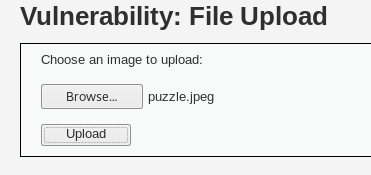 Vulnerability: File Upload
Choose an image to upload:
Browse... puzzle.jpeg
Upload